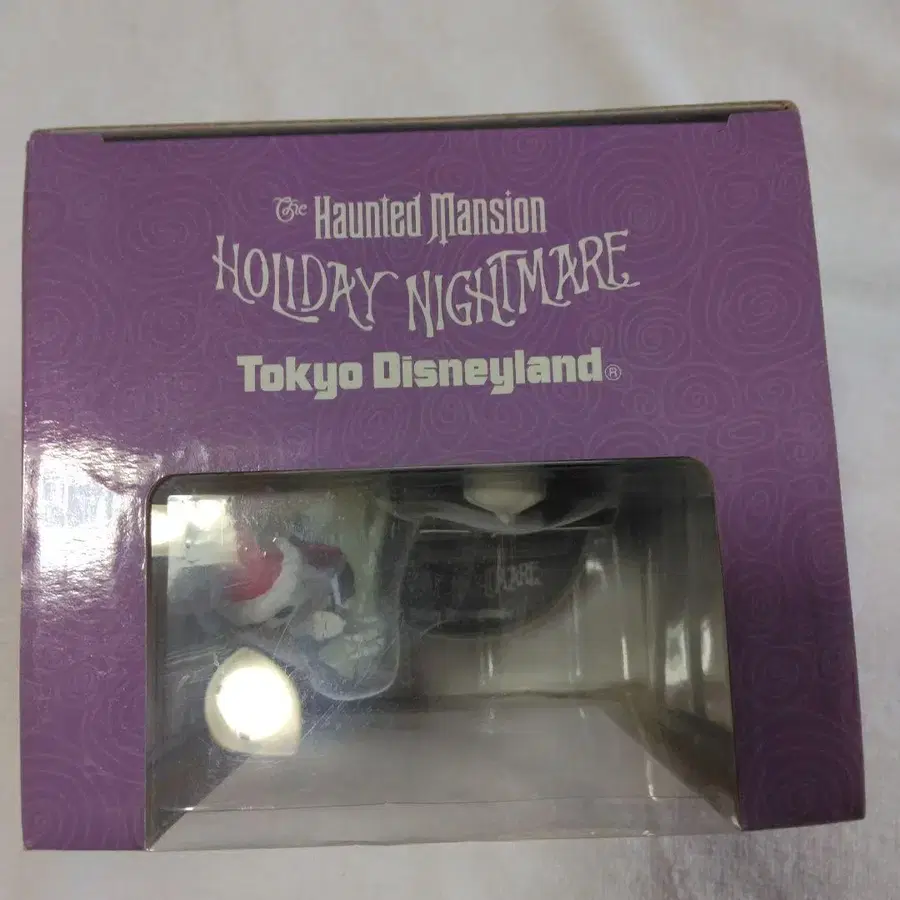 The Haunted Mansion
HOLIDAY NIGHTMARE
Tokyo Disneyland®